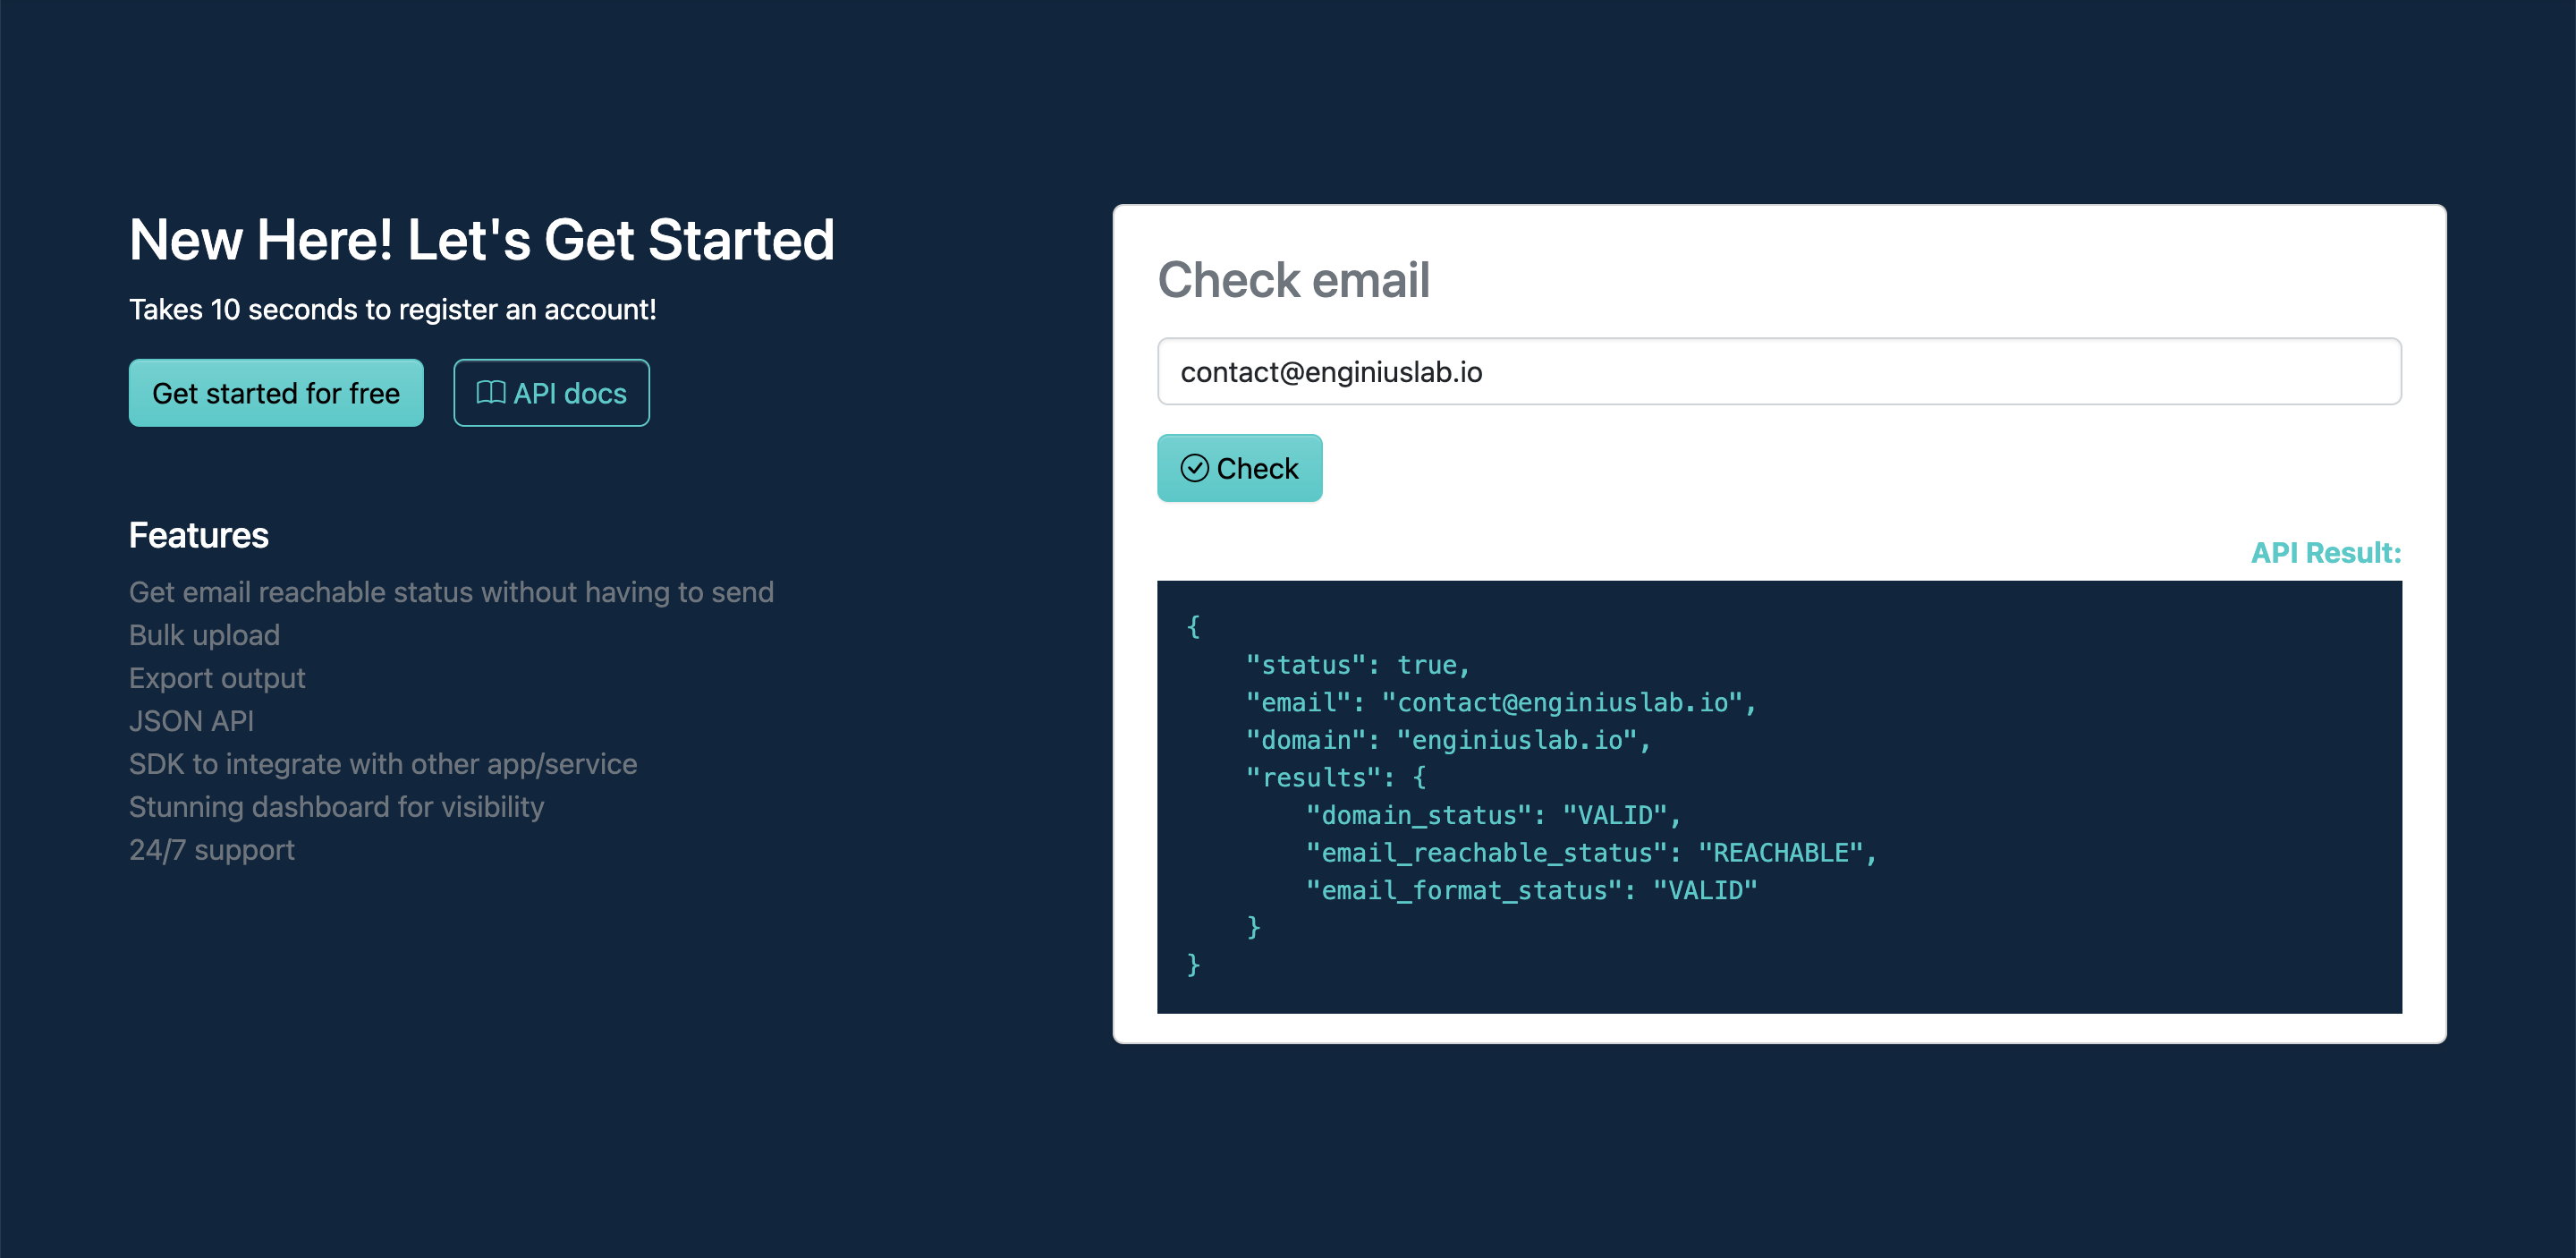 New Here! Let's Get Started
Takes 10 seconds to register an account!
Get started for free
API docs
Features
Get email reachable status without having to send
Bulk upload
Export output
JSON API
SDK to integrate with other app/service
Stunning dashboard for visibility
24/7 support
Check email
contact@enginiuslab.io
Check
API Result:
{
    "status": true,
    "email": "contact@enginiuslab.io",
    "domain": "enginiuslab.io",
    "results": {
        "domain_status": "VALID",
        "email_reachable_status": "REACHABLE",
        "email_format_status": "VALID"
    }
}